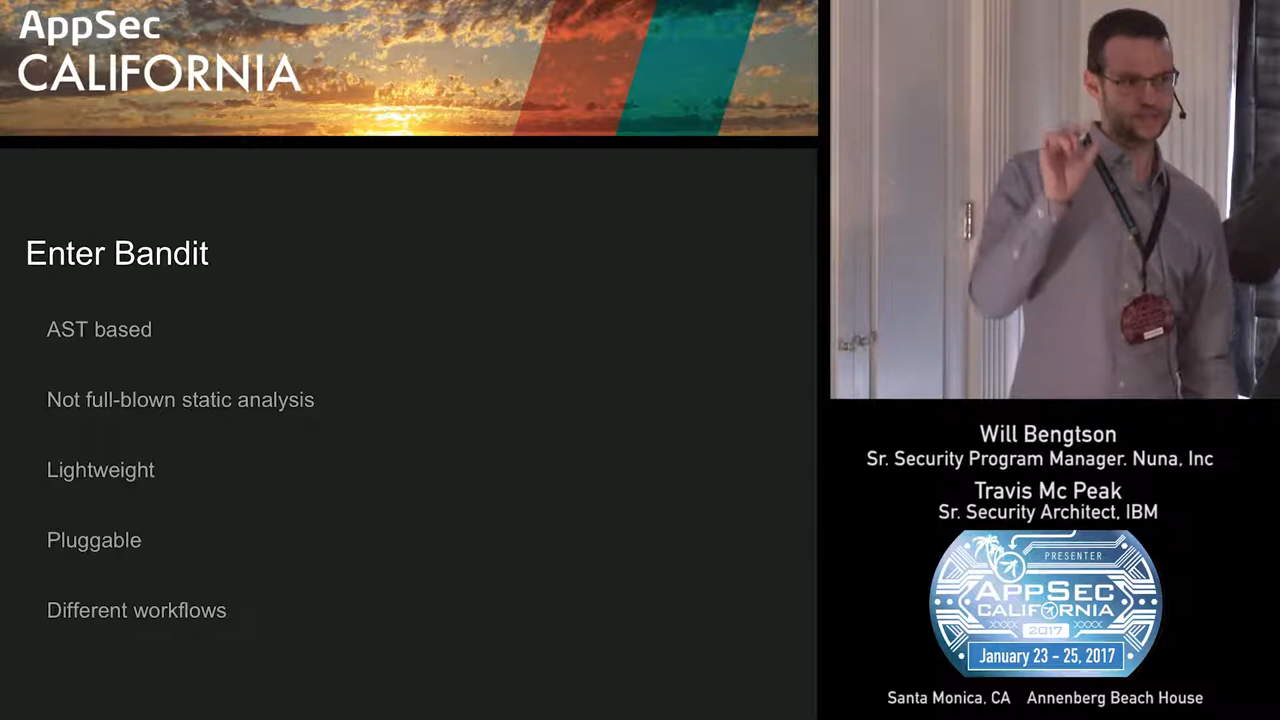 AppSec
CALIFORNIA
Enter Bandit
AST based
Not full-blown static analysis
Lightweight
Pluggable
Different workflows
Will Bengtson
Sr. Security Program Manager. Nuna, Inc
Travis Mc Peak
Sr. Security Architect, IBM
PRESENTER
APPSEC
CALIFORNIA
XXXX 2017 XXXX
January 23 - 25, 2017
Santa Monica, CA Annenberg Beach House